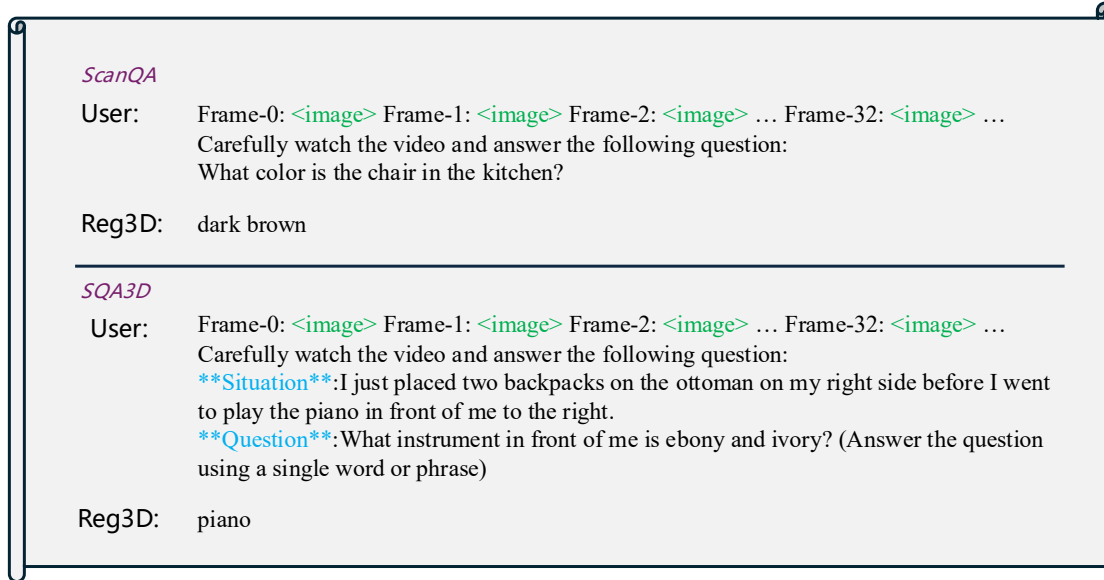 ScanQA
User: Frame-0: <image> Frame-1: <image> Frame-2: <image> … Frame-32: <image> …
Carefully watch the video and answer the following question:
What color is the chair in the kitchen?
Reg3D: dark brown
SQA3D
User: Frame-0: <image> Frame-1: <image> Frame-2: <image> … Frame-32: <image> …
Carefully watch the video and answer the following question:
**Situation**:I just placed two backpacks on the ottoman on my right side before I went
to play the piano in front of me to the right.
**Question**:What instrument in front of me is ebony and ivory? (Answer the question
using a single word or phrase)
Reg3D: piano